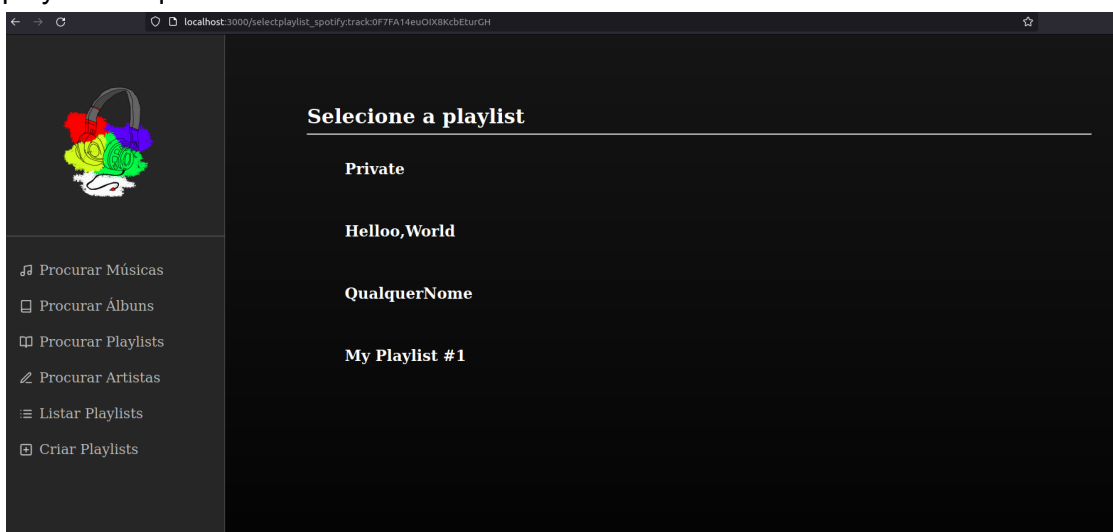 localhost:3000/selectplaylist_spotify:track:0F7FA14euOIX8KcbEturGH
Selecione a playlist
Private
Helloo,World
QualquerNome
My Playlist #1
Procurar Músicas
Procurar Álbuns
Procurar Playlists
Procurar Artistas
Listar Playlists
Criar Playlists